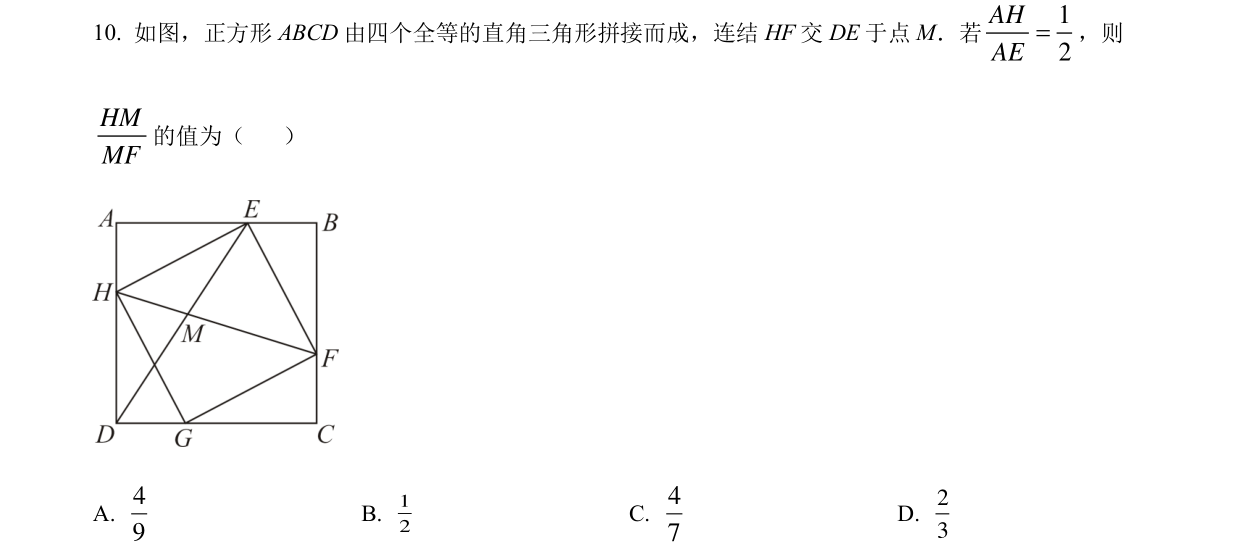 10. 如图，正方形 ABCD 由四个全等的直角三角形拼接而成，连结 HF 交 DE 于点 M．若 AH/AE = 1/2，则
HM/MF 的值为（　　）
A E B
H
M
F
D G C
A. 4/9 B. 1/2 C. 4/7 D. 2/3